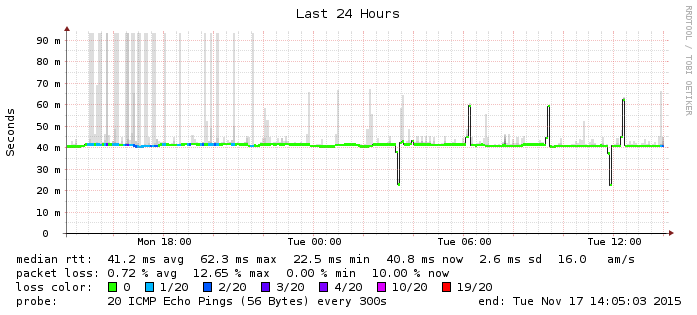 Last 24 Hours
RRDTOOL / TOBI OETIKER
Seconds
90 m
80 m
70 m
60 m
50 m
40 m
30 m
20 m
10 m
0
Mon 18:00 Tue 00:00 Tue 06:00 Tue 12:00
median rtt: 41.2 ms avg 62.3 ms max 22.5 ms min 40.8 ms now 2.6 ms sd 16.0 am/s
packet loss: 0.72 % avg 12.65 % max 0.00 % min 10.00 % now
loss color: 0 1/20 2/20 3/20 4/20 10/20 19/20
probe: 20 ICMP Echo Pings (56 Bytes) every 300s end: Tue Nov 17 14:05:03 2015